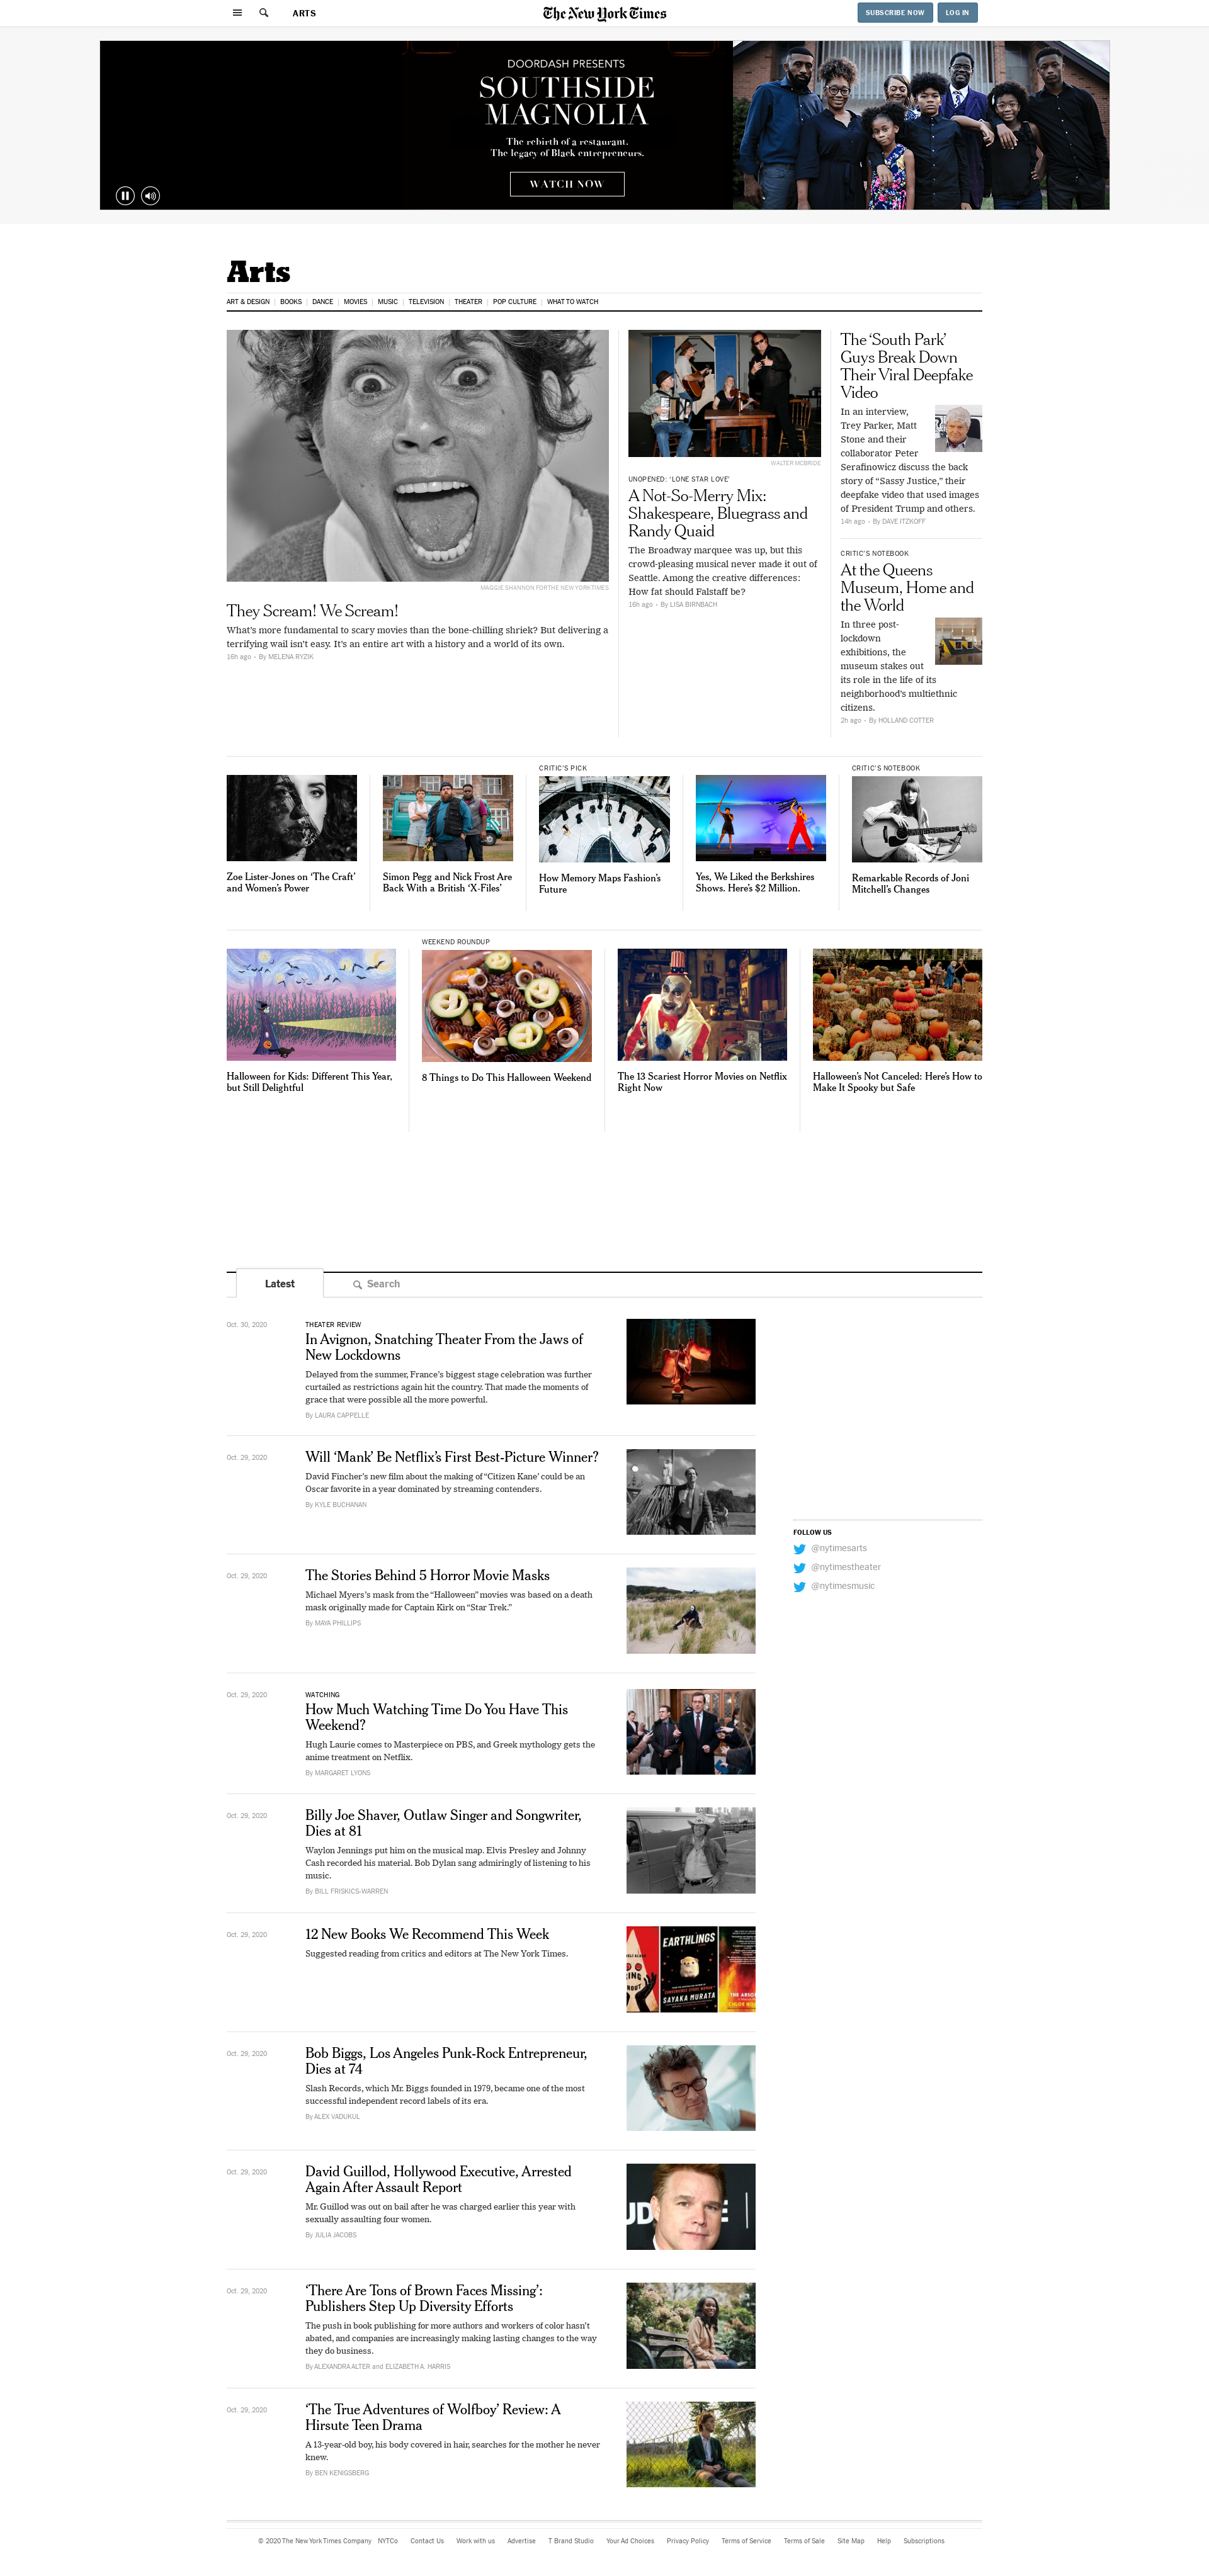 ARTS
The New York Times
SUBSCRIBE NOW
LOG IN
DOORDASH PRESENTS
SOUTHSIDE
MAGNOLIA
The rebirth of a restaurant.
The legacy of Black entrepreneurs.
WATCH NOW
Arts
ART & DESIGN | BOOKS | DANCE | MOVIES | MUSIC | TELEVISION | THEATER | POP CULTURE | WHAT TO WATCH
MAGGIE SHANNON FOR THE NEW YORK TIMES
They Scream! We Scream!
What's more fundamental to scary movies than the bone-chilling shriek? But delivering a
terrifying wail isn't easy. It's an entire art with a history and a world of its own.
16h ago • By MELENA RYZIK
WALTER MCBRIDE
UNOPENED: 'LONE STAR LOVE'
A Not-So-Merry Mix:
Shakespeare, Bluegrass and
Randy Quaid
The Broadway marquee was up, but this
crowd-pleasing musical never made it out of
Seattle. Among the creative differences:
How fat should Falstaff be?
16h ago • By LISA BIRNBACH
The ‘South Park’
Guys Break Down
Their Viral Deepfake
Video
In an interview,
Trey Parker, Matt
Stone and their
collaborator Peter
Serafinowicz discuss the back
story of “Sassy Justice,” their
deepfake video that used images
of President Trump and others.
14h ago • By DAVE ITZKOFF
CRITIC'S NOTEBOOK
At the Queens
Museum, Home and
the World
In three post-
lockdown
exhibitions, the
museum stakes out
its role in the life of its
neighborhood's multiethnic
citizens.
2h ago • By HOLLAND COTTER
Zoe Lister-Jones on ‘The Craft’
and Women’s Power
Simon Pegg and Nick Frost Are
Back With a British ‘X-Files’
CRITIC'S PICK
How Memory Maps Fashion’s
Future
Yes, We Liked the Berkshires
Shows. Here’s $2 Million.
CRITIC'S NOTEBOOK
Remarkable Records of Joni
Mitchell’s Changes
Halloween for Kids: Different This Year,
but Still Delightful
WEEKEND ROUNDUP
8 Things to Do This Halloween Weekend
The 13 Scariest Horror Movies on Netflix
Right Now
Halloween’s Not Canceled: Here’s How to
Make It Spooky but Safe
Latest
Search
Oct. 30, 2020
THEATER REVIEW
In Avignon, Snatching Theater From the Jaws of
New Lockdowns
Delayed from the summer, France’s biggest stage celebration was further
curtailed as restrictions again hit the country. That made the moments of
grace that were possible all the more powerful.
By LAURA CAPPELLE
Oct. 29, 2020
Will ‘Mank’ Be Netflix’s First Best-Picture Winner?
David Fincher’s new film about the making of “Citizen Kane’ could be an
Oscar favorite in a year dominated by streaming contenders.
By KYLE BUCHANAN
FOLLOW US
@nytimesarts
@nytimestheater
@nytimesmusic
Oct. 29, 2020
The Stories Behind 5 Horror Movie Masks
Michael Myers’s mask from the “Halloween” movies was based on a death
mask originally made for Captain Kirk on “Star Trek.”
By MAYA PHILLIPS
Oct. 29, 2020
WATCHING
How Much Watching Time Do You Have This
Weekend?
Hugh Laurie comes to Masterpiece on PBS, and Greek mythology gets the
anime treatment on Netflix.
By MARGARET LYONS
Oct. 29, 2020
Billy Joe Shaver, Outlaw Singer and Songwriter,
Dies at 81
Waylon Jennings put him on the musical map. Elvis Presley and Johnny
Cash recorded his material. Bob Dylan sang admiringly of listening to his
music.
By BILL FRISKICS-WARREN
Oct. 29, 2020
12 New Books We Recommend This Week
Suggested reading from critics and editors at The New York Times.
EARTHLINGS
SAYAKA MURATA
Oct. 29, 2020
Bob Biggs, Los Angeles Punk-Rock Entrepreneur,
Dies at 74
Slash Records, which Mr. Biggs founded in 1979, became one of the most
successful independent record labels of its era.
By ALEX VADUKUL
Oct. 29, 2020
David Guillod, Hollywood Executive, Arrested
Again After Assault Report
Mr. Guillod was out on bail after he was charged earlier this year with
sexually assaulting four women.
By JULIA JACOBS
Oct. 29, 2020
‘There Are Tons of Brown Faces Missing’:
Publishers Step Up Diversity Efforts
The push in book publishing for more authors and workers of color hasn’t
abated, and companies are increasingly making lasting changes to the way
they do business.
By ALEXANDRA ALTER and ELIZABETH A. HARRIS
Oct. 29, 2020
‘The True Adventures of Wolfboy’ Review: A
Hirsute Teen Drama
A 13-year-old boy, his body covered in hair, searches for the mother he never
knew.
By BEN KENIGSBERG
© 2020 The New York Times Company NYTCo Contact Us Work with us Advertise T Brand Studio Your Ad Choices Privacy Policy Terms of Service Terms of Sale Site Map Help Subscriptions